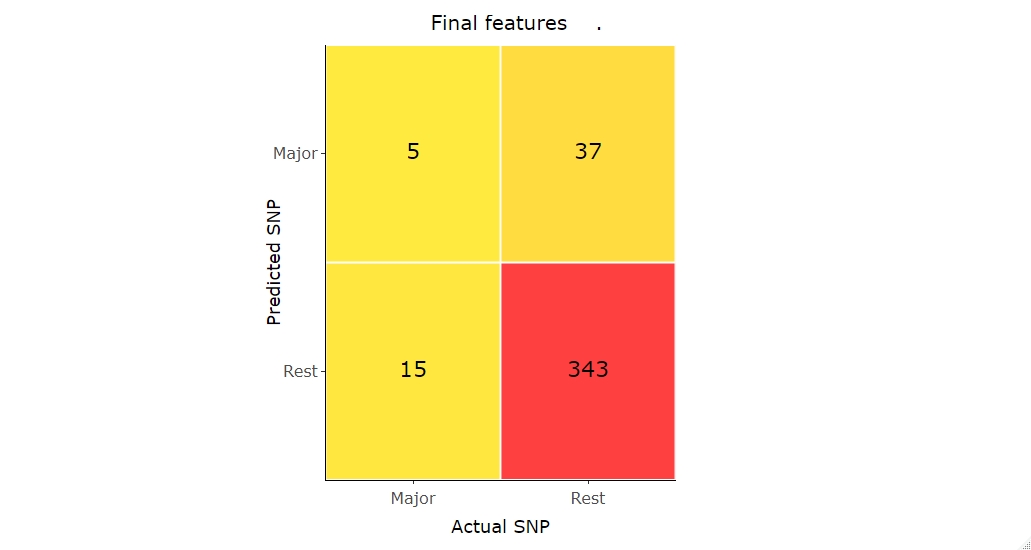 Final features .
Major
5
37
Predicted SNP
Rest
15
343
Major
Rest
Actual SNP